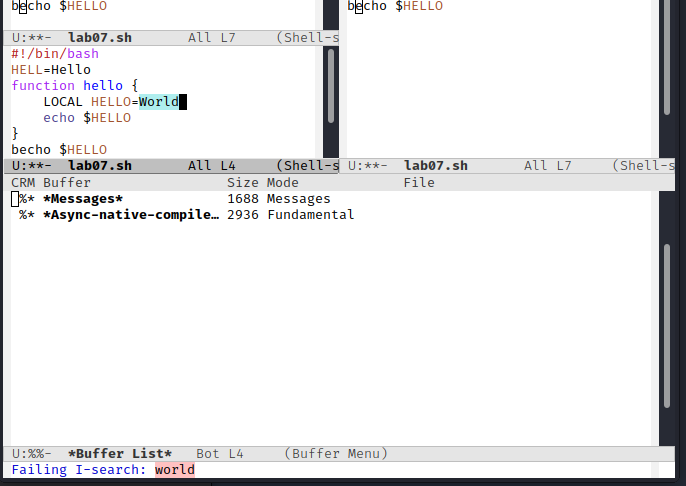 becho $HELLO
becho $HELLO
U:**-  lab07.sh       All L7     (Shell-s
#!/bin/bash
HELL=Hello
function hello {
    LOCAL HELLO=World
    echo $HELLO
}
becho $HELLO
U:**-  lab07.sh       All L4     (Shell-s
U:**-  lab07.sh       All L7     (Shell-s
CRM Buffer                 Size Mode             File
 %* *Messages*             1688 Messages
 %* *Async-native-compile… 2936 Fundamental
U:%%-  *Buffer List*   Bot L4     (Buffer Menu)
Failing I-search: world